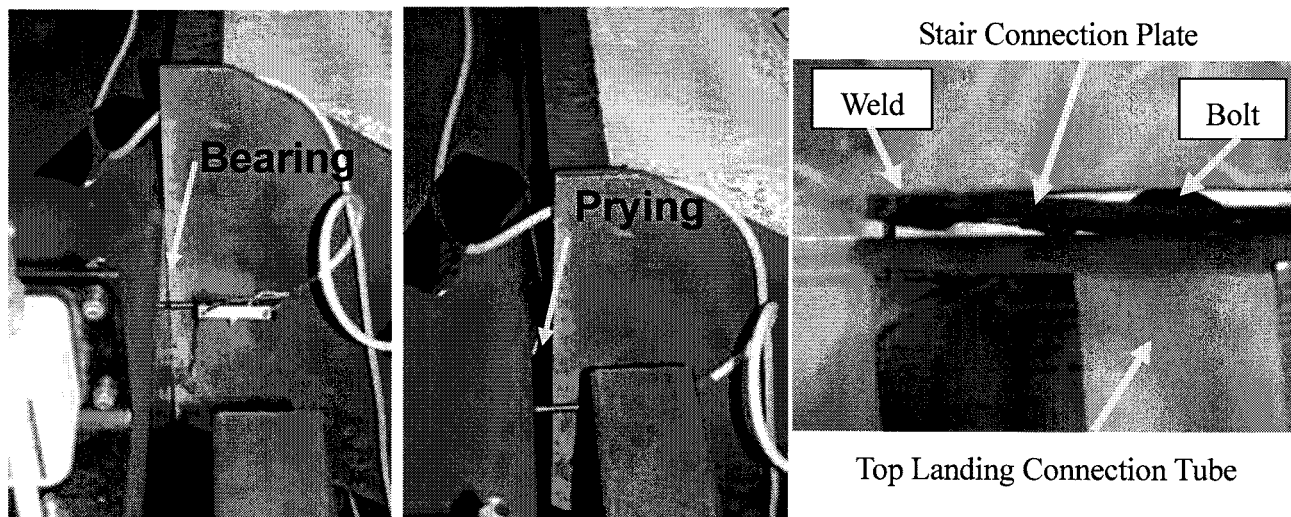 Bearing
Prying
Stair Connection Plate
Weld
Bolt
Top Landing Connection Tube